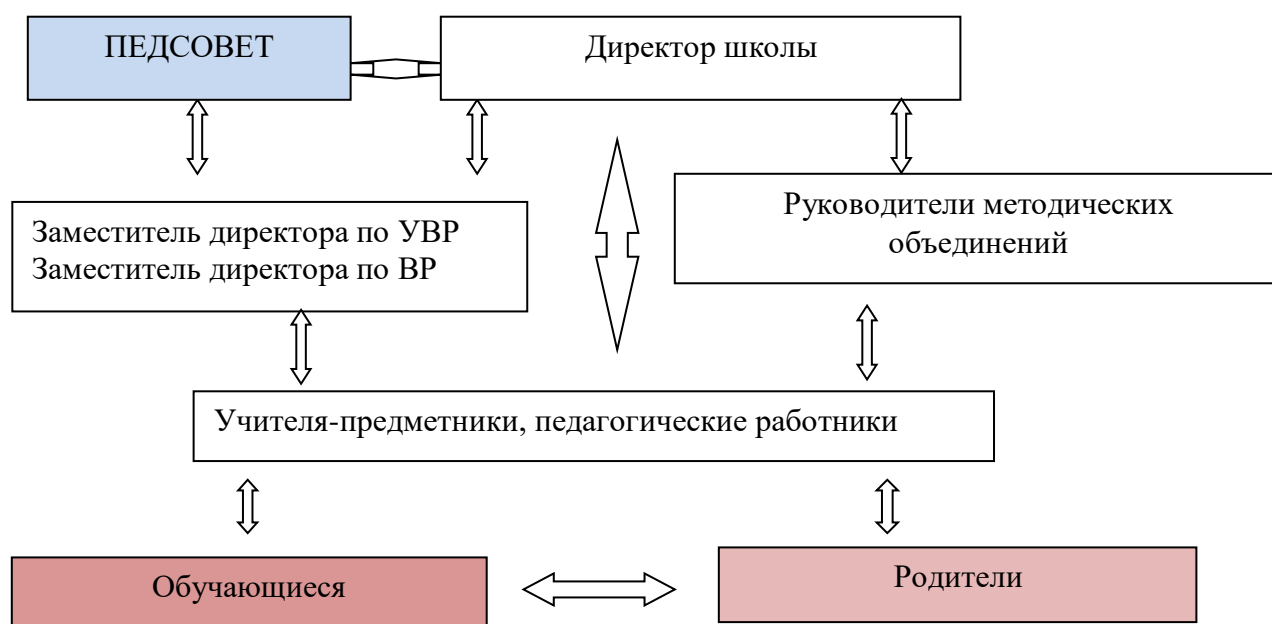 ПЕДСОВЕТ
Директор школы
Заместитель директора по УВР
Заместитель директора по ВР
Руководители методических
объединений
Учителя-предметники, педагогические работники
Обучающиеся
Родители